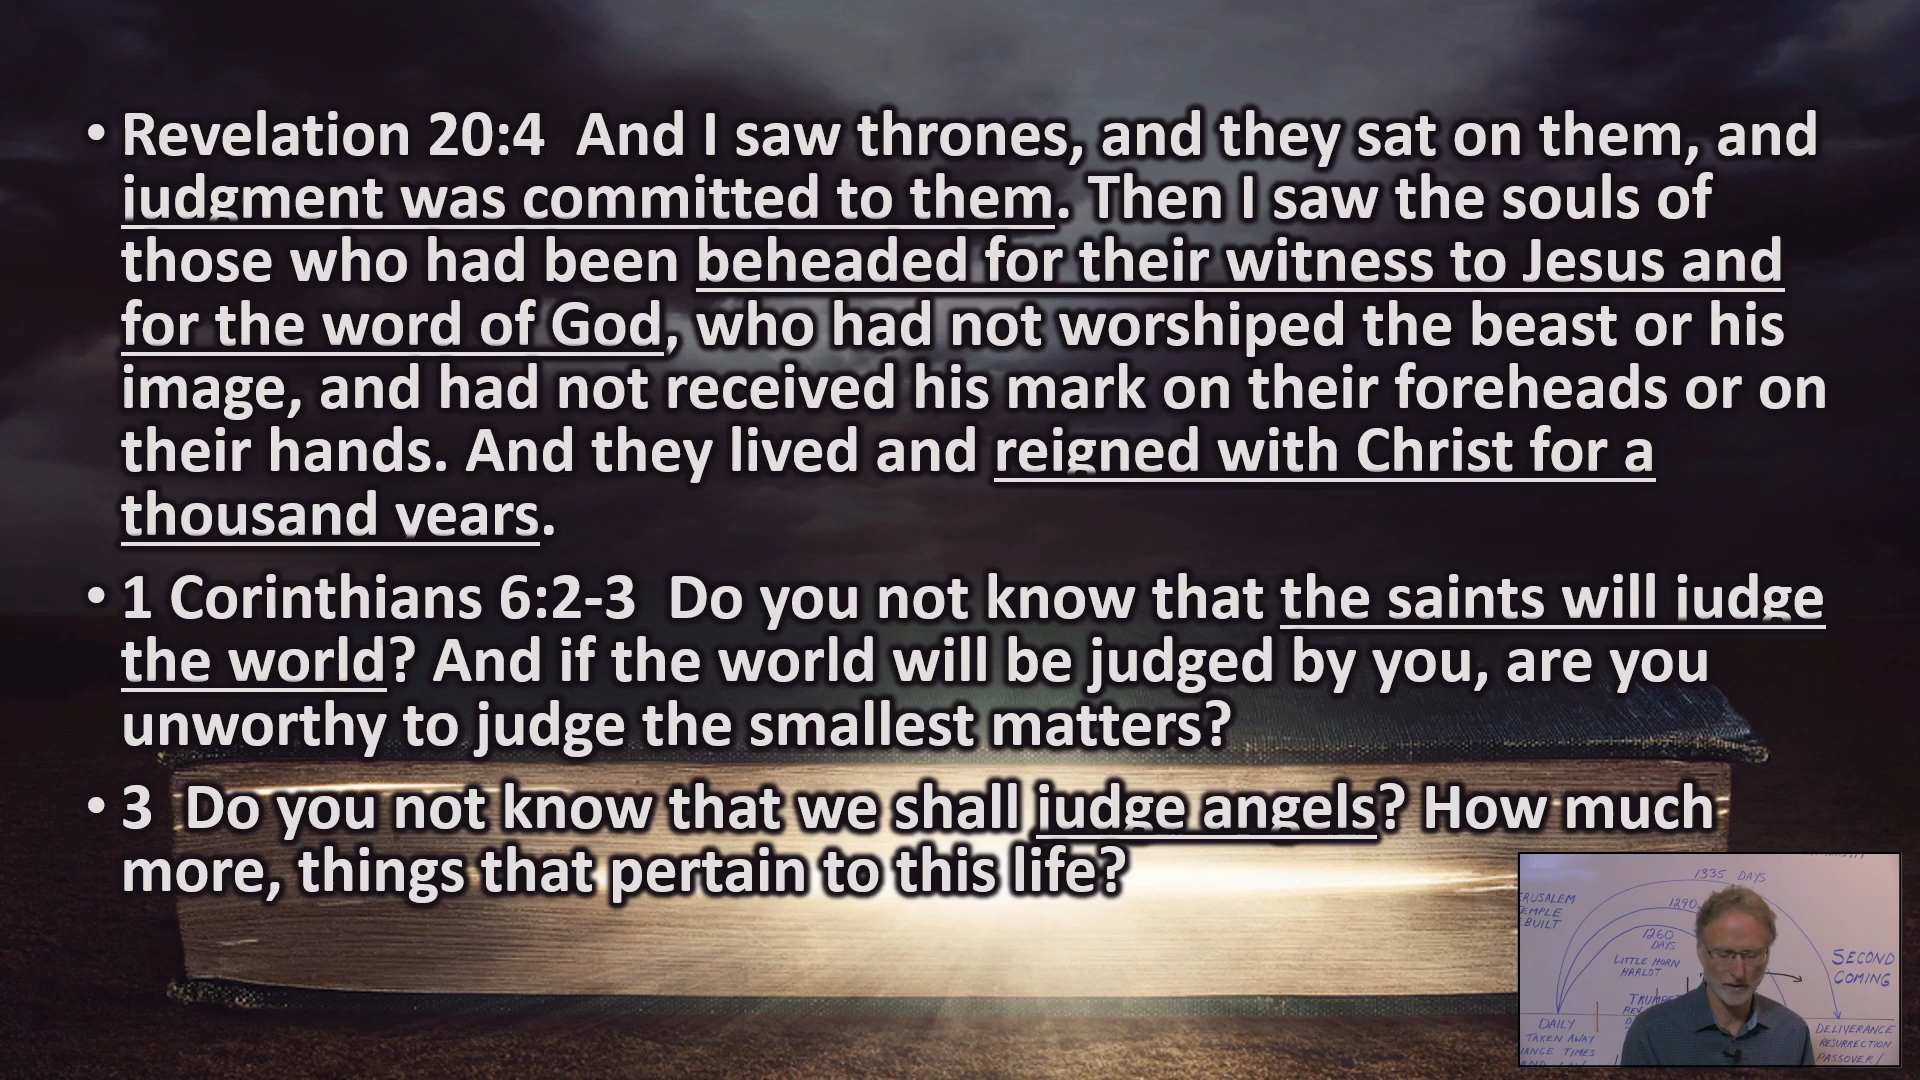 • Revelation 20:4  And I saw thrones, and they sat on them, and
judgment was committed to them. Then I saw the souls of
those who had been beheaded for their witness to Jesus and
for the word of God, who had not worshiped the beast or his
image, and had not received his mark on their foreheads or on
their hands. And they lived and reigned with Christ for a
thousand years.
• 1 Corinthians 6:2-3  Do you not know that the saints will judge
the world? And if the world will be judged by you, are you
unworthy to judge the smallest matters?
• 3  Do you not know that we shall judge angels? How much
more, things that pertain to this life?
1335 DAYS
BUILT
1290
1260
DAYS
LITTLE HORN
HARLOT
SECOND
COMING
DAILY
TAKEN AWAY
TIMES
DELIVERANCE
RESURRECTION
PASSOVER/